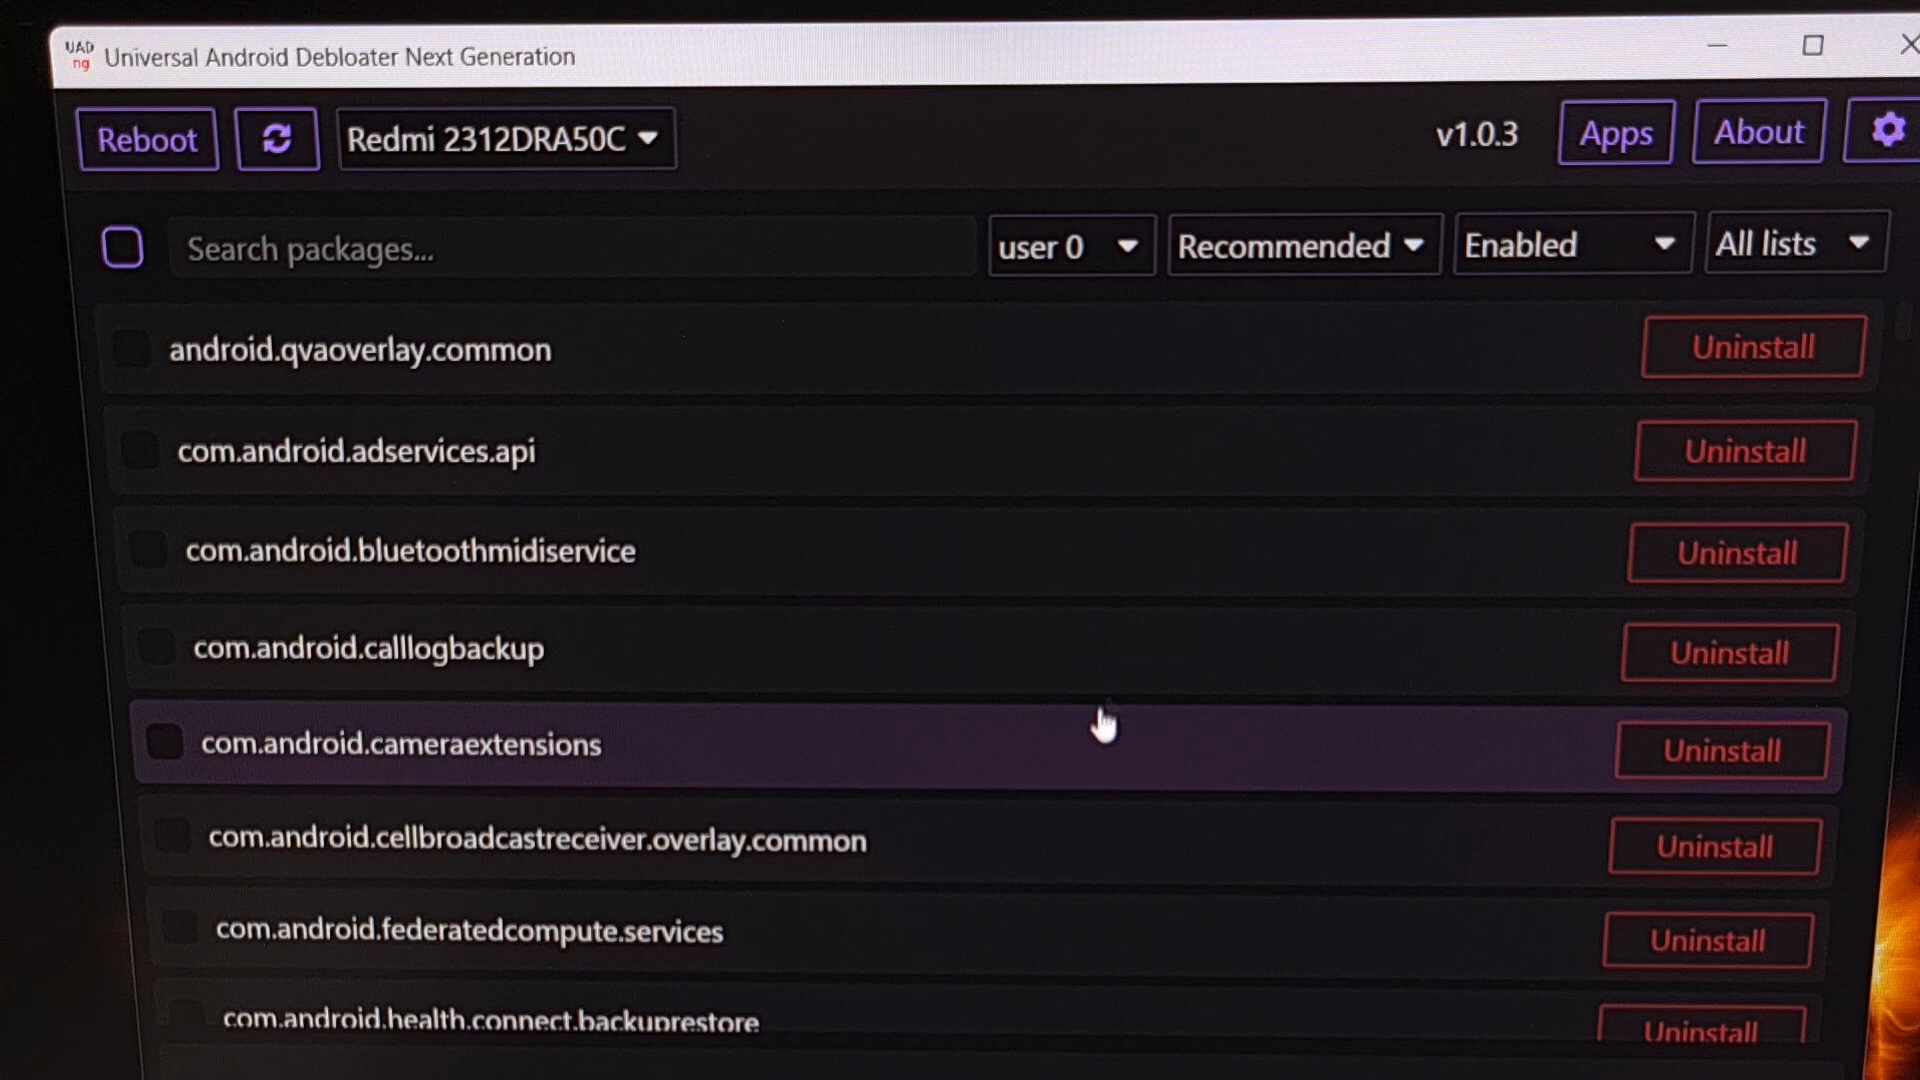 UAD
ng
Universal Android Debloater Next Generation
Reboot
Redmi 2312DRA50C
v1.0.3
Apps
About
Search packages...
user 0
Recommended
Enabled
All lists
android.qvaoverlay.common
Uninstall
com.android.adservices.api
Uninstall
com.android.bluetoothmidiservice
Uninstall
com.android.calllogbackup
Uninstall
com.android.cameraextensions
Uninstall
com.android.cellbroadcastreceiver.overlay.common
Uninstall
com.android.federatedcompute.services
Uninstall
com.android.health.connect.backuprestore
Uninstall